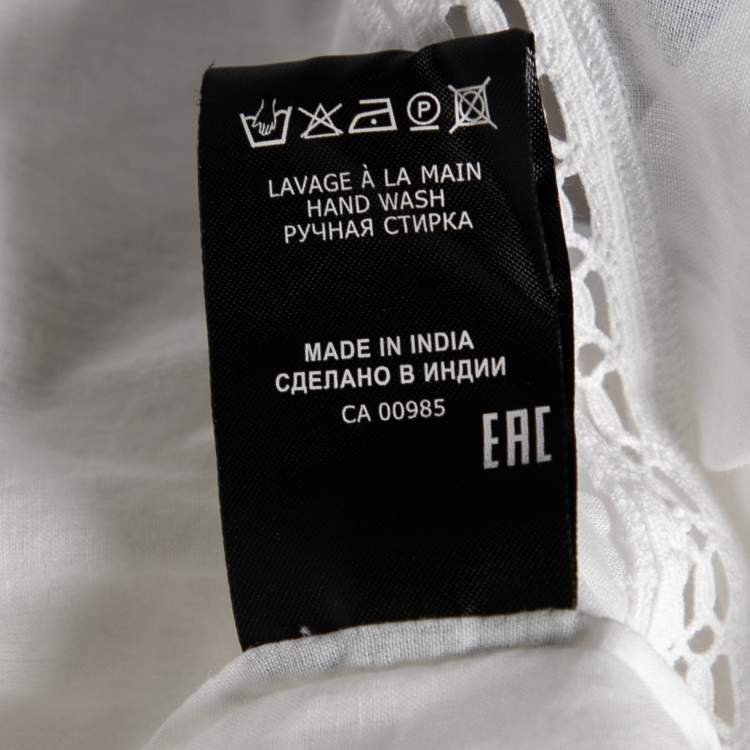 P
LAVAGE À LA MAIN
HAND WASH
РУЧНАЯ СТИРКА
MADE IN INDIA
СДЕЛАНО В ИНДИИ
CA 00985
EAC